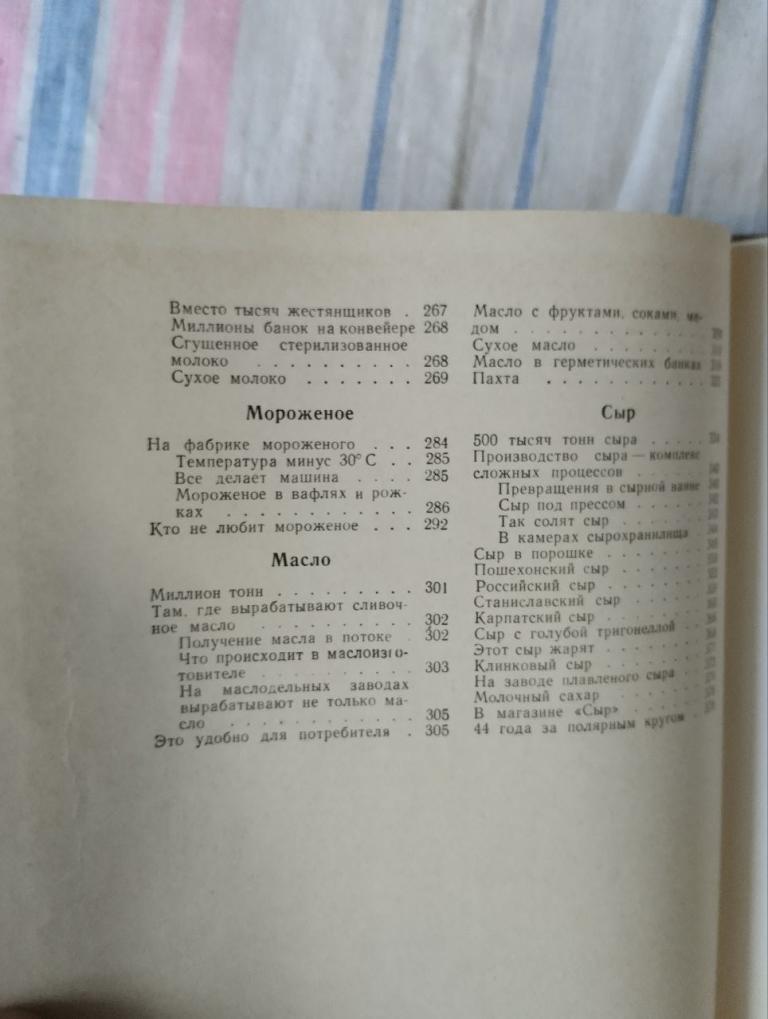 Вместо тысяч жестянщиков . 267
Миллионы банок на конвейере 268
Сгущенное стерилизованное
молоко . . . . . . . . . . 268
Сухое молоко . . . . . . . 269
Мороженое
На фабрике мороженого . . . 284
Температура минус 30° С . . 285
Все делает машина . . . . 285
Мороженое в вафлях и рож-
ках . . . . . . . . . . . . 286
Кто не любит мороженое . . . 292
Масло
Миллион тонн . . . . . . . . . 301
Там, где вырабатывают сливоч-
ное масло . . . . . . . . . . 302
Получение масла в потоке . 302
Что происходит в маслоизго-
товителе . . . . . . . . . 303
На маслодельных заводах
вырабатывают не только ма-
сло . . . . . . . . . . . 305
Это удобно для потребителя . 305
Масло с фруктами, соками, ме-
дом . . . . . . . . . . . . .
Сухое масло . . . . . . . .
Масло в герметических банках
Пахта . . . . . . . . . . .
Сыр
500 тысяч тонн сыра . . . . .
Производство сыра — комплекс
сложных процессов . . . . . .
Превращения в сырной ванне
Сыр под прессом . . . . . .
Так солят сыр . . . . . . .
В камерах сырохранилища
Сыр в порошке . . . . . . . .
Пошехонский сыр . . . . . . .
Российский сыр . . . . . . . .
Станиславский сыр . . . . . .
Карпатский сыр . . . . . . . .
Сыр с голубой тригонеллой . .
Этот сыр жарят . . . . . . . .
Клинковый сыр . . . . . . . .
На заводе плавленого сыра . .
Молочный сахар . . . . . . . .
В магазине «Сыр» . . . . . . .
44 года за полярным кругом .